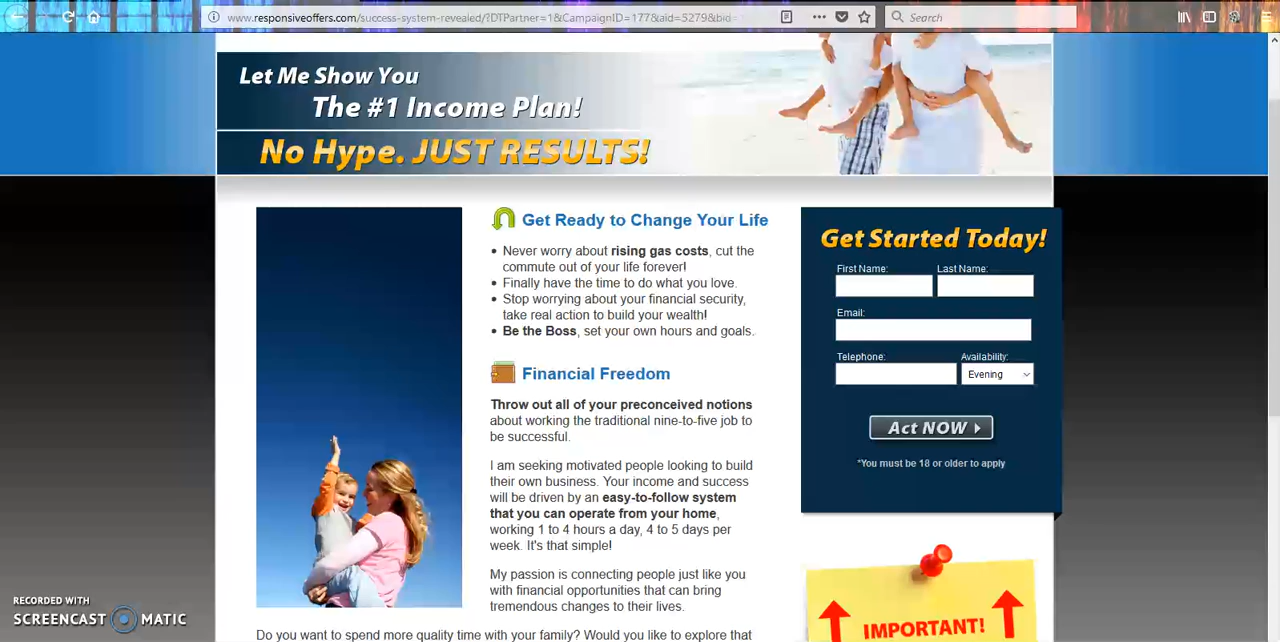 www.responsiveoffers.com/success-system-revealed/?DTPartner=1&CampaignID=177&aid=5279&bid=
Search
Let Me Show You
The #1 Income Plan!
No Hype. JUST RESULTS!
Get Ready to Change Your Life
• Never worry about rising gas costs, cut the
commute out of your life forever!
• Finally have the time to do what you love.
• Stop worrying about your financial security,
take real action to build your wealth!
• Be the Boss, set your own hours and goals.
Financial Freedom
Throw out all of your preconceived notions
about working the traditional nine-to-five job to
be successful.
I am seeking motivated people looking to build
their own business. Your income and success
will be driven by an easy-to-follow system
that you can operate from your home,
working 1 to 4 hours a day, 4 to 5 days per
week. It's that simple!
My passion is connecting people just like you
with financial opportunities that can bring
tremendous changes to their lives.
Do you want to spend more quality time with your family? Would you like to explore that
Get Started Today!
First Name: Last Name:
Email:
Telephone: Availability:
Evening
Act NOW
*You must be 18 or older to apply
IMPORTANT!
RECORDED WITH
SCREENCAST MATIC